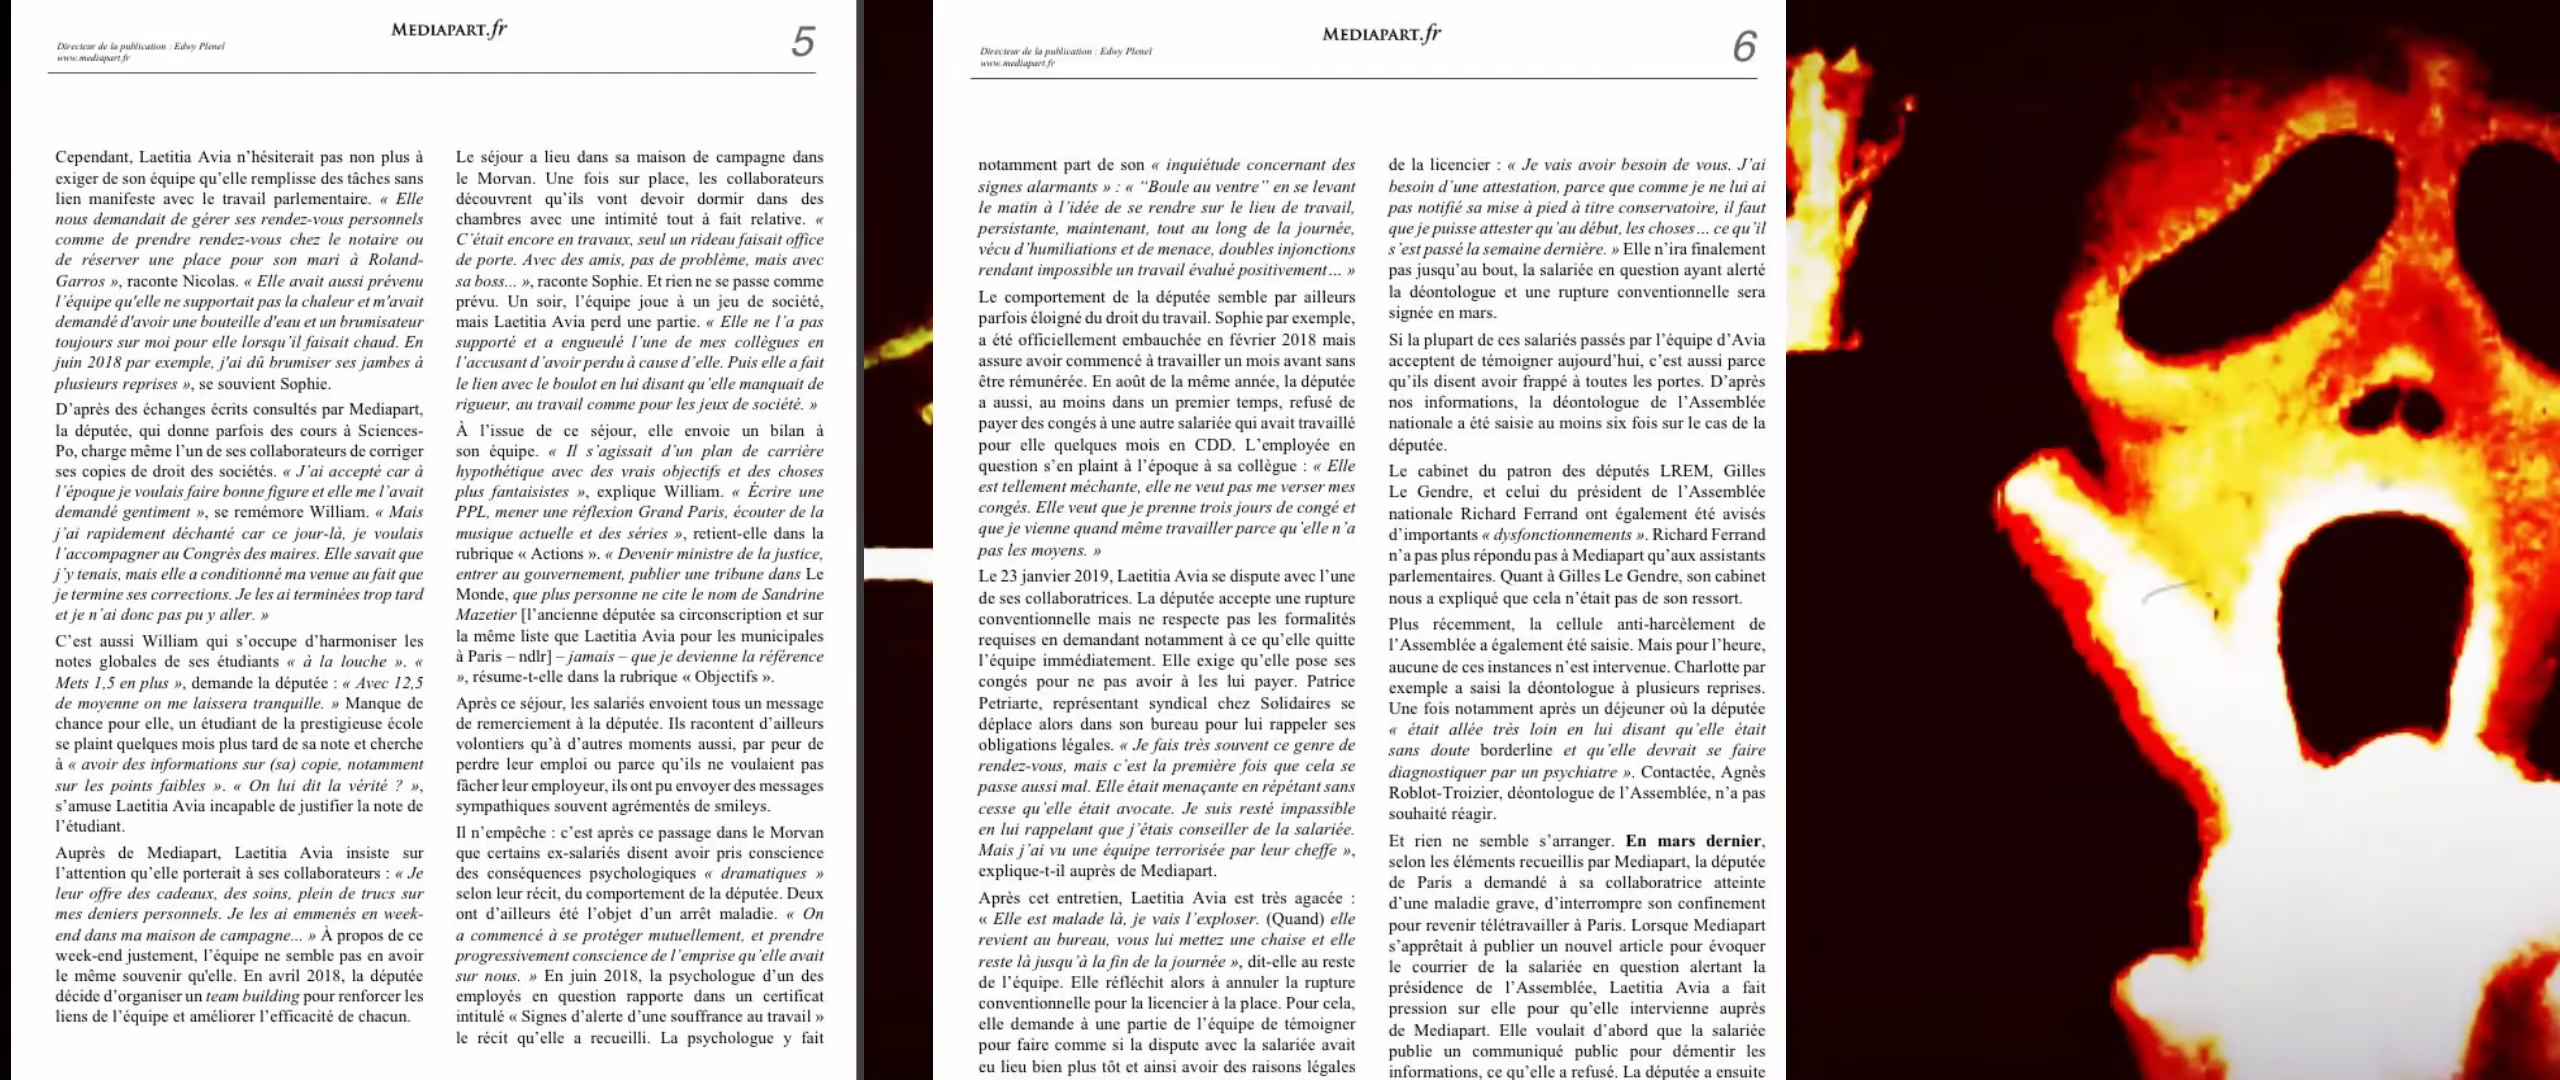 MEDIAPART.fr
5
Directeur de la publication : Edwy Plenel
www.mediapart.fr
Cependant, Laetitia Avia n’hésiterait pas non plus à
exiger de son équipe qu’elle remplisse des tâches sans
lien manifeste avec le travail parlementaire. « Elle
nous demandait de gérer ses rendez-vous personnels
comme de prendre rendez-vous chez le notaire ou
de réserver une place pour son mari à Roland-
Garros », raconte Nicolas. « Elle avait aussi prévenu
l’équipe qu'elle ne supportait pas la chaleur et m'avait
demandé d'avoir une bouteille d'eau et un brumisateur
toujours sur moi pour elle lorsqu’il faisait chaud. En
juin 2018 par exemple, j'ai dû brumiser ses jambes à
plusieurs reprises », se souvient Sophie.
D’après des échanges écrits consultés par Mediapart,
la députée, qui donne parfois des cours à Sciences-
Po, charge même l’un de ses collaborateurs de corriger
ses copies de droit des sociétés. « J’ai accepté car à
l’époque je voulais faire bonne figure et elle me l’avait
demandé gentiment », se remémore William. « Mais
j’ai rapidement déchanté car ce jour-là, je voulais
l’accompagner au Congrès des maires. Elle savait que
j’y tenais, mais elle a conditionné ma venue au fait que
je termine ses corrections. Je les ai terminées trop tard
et je n’ai donc pas pu y aller. »
C’est aussi William qui s’occupe d’harmoniser les
notes globales de ses étudiants « à la louche ». «
Mets 1,5 en plus », demande la députée : « Avec 12,5
de moyenne on me laissera tranquille. » Manque de
chance pour elle, un étudiant de la prestigieuse école
se plaint quelques mois plus tard de sa note et cherche
à « avoir des informations sur (sa) copie, notamment
sur les points faibles ». « On lui dit la vérité ? »,
s’amuse Laetitia Avia incapable de justifier la note de
l’étudiant.
Auprès de Mediapart, Laetitia Avia insiste sur
l’attention qu’elle porterait à ses collaborateurs : « Je
leur offre des cadeaux, des soins, plein de trucs sur
mes deniers personnels. Je les ai emmenés en week-
end dans ma maison de campagne... » À propos de ce
week-end justement, l’équipe ne semble pas en avoir
le même souvenir qu'elle. En avril 2018, la députée
décide d’organiser un team building pour renforcer les
liens de l’équipe et améliorer l’efficacité de chacun.
Le séjour a lieu dans sa maison de campagne dans
le Morvan. Une fois sur place, les collaborateurs
découvrent qu’ils vont devoir dormir dans des
chambres avec une intimité tout à fait relative. «
C’était encore en travaux, seul un rideau faisait office
de porte. Avec des amis, pas de problème, mais avec
sa boss... », raconte Sophie. Et rien ne se passe comme
prévu. Un soir, l’équipe joue à un jeu de société,
mais Laetitia Avia perd une partie. « Elle ne l’a pas
supporté et a engueulé l’une de mes collègues en
l’accusant d’avoir perdu à cause d’elle. Puis elle a fait
le lien avec le boulot en lui disant qu’elle manquait de
rigueur, au travail comme pour les jeux de société. »
À l’issue de ce séjour, elle envoie un bilan à
son équipe. « Il s’agissait d’un plan de carrière
hypothétique avec des vrais objectifs et des choses
plus fantaisistes », explique William. « Écrire une
PPL, mener une réflexion Grand Paris, écouter de la
musique actuelle et des séries », retient-elle dans la
rubrique « Actions ». « Devenir ministre de la justice,
entrer au gouvernement, publier une tribune dans Le
Monde, que plus personne ne cite le nom de Sandrine
Mazetier [l’ancienne députée sa circonscription et sur
la même liste que Laetitia Avia pour les municipales
à Paris – ndlr] – jamais – que je devienne la référence
», résume-t-elle dans la rubrique « Objectifs ».
Après ce séjour, les salariés envoient tous un message
de remerciement à la députée. Ils racontent d’ailleurs
volontiers qu’à d’autres moments aussi, par peur de
perdre leur emploi ou parce qu’ils ne voulaient pas
fâcher leur employeur, ils ont pu envoyer des messages
sympathiques souvent agrémentés de smileys.
Il n’empêche : c’est après ce passage dans le Morvan
que certains ex-salariés disent avoir pris conscience
des conséquences psychologiques « dramatiques »
selon leur récit, du comportement de la députée. Deux
ont d’ailleurs été l’objet d’un arrêt maladie. « On
a commencé à se protéger mutuellement, et prendre
progressivement conscience de l’emprise qu’elle avait
sur nous. » En juin 2018, la psychologue d’un des
employés en question rapporte dans un certificat
intitulé « Signes d’alerte d’une souffrance au travail »
le récit qu’elle a recueilli. La psychologue y fait
MEDIAPART.fr
6
Directeur de la publication : Edwy Plenel
www.mediapart.fr
notamment part de son « inquiétude concernant des
signes alarmants » : « “Boule au ventre” en se levant
le matin à l’idée de se rendre sur le lieu de travail,
persistante, maintenant, tout au long de la journée,
vécu d’humiliations et de menace, doubles injonctions
rendant impossible un travail évalué positivement… »
Le comportement de la députée semble par ailleurs
parfois éloigné du droit du travail. Sophie par exemple,
a été officiellement embauchée en février 2018 mais
assure avoir commencé à travailler un mois avant sans
être rémunérée. En août de la même année, la députée
a aussi, au moins dans un premier temps, refusé de
payer des congés à une autre salariée qui avait travaillé
pour elle quelques mois en CDD. L’employée en
question s’en plaint à l’époque à sa collègue : « Elle
est tellement méchante, elle ne veut pas me verser mes
congés. Elle veut que je prenne trois jours de congé et
que je vienne quand même travailler parce qu’elle n’a
pas les moyens. »
Le 23 janvier 2019, Laetitia Avia se dispute avec l’une
de ses collaboratrices. La députée accepte une rupture
conventionnelle mais ne respecte pas les formalités
requises en demandant notamment à ce qu’elle quitte
l’équipe immédiatement. Elle exige qu’elle pose ses
congés pour ne pas avoir à les lui payer. Patrice
Petriarte, représentant syndical chez Solidaires se
déplace alors dans son bureau pour lui rappeler ses
obligations légales. « Je fais très souvent ce genre de
rendez-vous, mais c’est la première fois que cela se
passe aussi mal. Elle était menaçante en répétant sans
cesse qu’elle était avocate. Je suis resté impassible
en lui rappelant que j’étais conseiller de la salariée.
Mais j’ai vu une équipe terrorisée par leur cheffe »,
explique-t-il auprès de Mediapart.
Après cet entretien, Laetitia Avia est très agacée :
« Elle est malade là, je vais l’exploser. (Quand) elle
revient au bureau, vous lui mettez une chaise et elle
reste là jusqu’à la fin de la journée », dit-elle au reste
de l’équipe. Elle réfléchit alors à annuler la rupture
conventionnelle pour la licencier à la place. Pour cela,
elle demande à une partie de l’équipe de témoigner
pour faire comme si la dispute avec la salariée avait
eu lieu bien plus tôt et ainsi avoir des raisons légales
de la licencier : « Je vais avoir besoin de vous. J’ai
besoin d’une attestation, parce que comme je ne lui ai
pas notifié sa mise à pied à titre conservatoire, il faut
que je puisse attester qu’au début, les choses… ce qu’il
s’est passé la semaine dernière. » Elle n’ira finalement
pas jusqu’au bout, la salariée en question ayant alerté
la déontologue et une rupture conventionnelle sera
signée en mars.
Si la plupart de ces salariés passés par l’équipe d’Avia
acceptent de témoigner aujourd’hui, c’est aussi parce
qu’ils disent avoir frappé à toutes les portes. D’après
nos informations, la déontologue de l’Assemblée
nationale a été saisie au moins six fois sur le cas de la
députée.
Le cabinet du patron des députés LREM, Gilles
Le Gendre, et celui du président de l’Assemblée
nationale Richard Ferrand ont également été avisés
d’importants « dysfonctionnements ». Richard Ferrand
n’a pas plus répondu pas à Mediapart qu’aux assistants
parlementaires. Quant à Gilles Le Gendre, son cabinet
nous a expliqué que cela n’était pas de son ressort.
Plus récemment, la cellule anti-harcèlement de
l’Assemblée a également été saisie. Mais pour l’heure,
aucune de ces instances n’est intervenue. Charlotte par
exemple a saisi la déontologue à plusieurs reprises.
Une fois notamment après un déjeuner où la députée
« était allée très loin en lui disant qu’elle était
sans doute borderline et qu’elle devrait se faire
diagnostiquer par un psychiatre ». Contactée, Agnès
Roblot-Troizier, déontologue de l’Assemblée, n’a pas
souhaité réagir.
Et rien ne semble s’arranger. En mars dernier,
selon les éléments recueillis par Mediapart, la députée
de Paris a demandé à sa collaboratrice atteinte
d’une maladie grave, d’interrompre son confinement
pour revenir télétravailler à Paris. Lorsque Mediapart
s’apprêtait à publier un nouvel article pour évoquer
le courrier de la salariée en question alertant la
présidence de l’Assemblée, Laetitia Avia a fait
pression sur elle pour qu’elle intervienne auprès
de Mediapart. Elle voulait d’abord que la salariée
publie un communiqué public pour démentir les
informations, ce qu’elle a refusé. La députée a ensuite